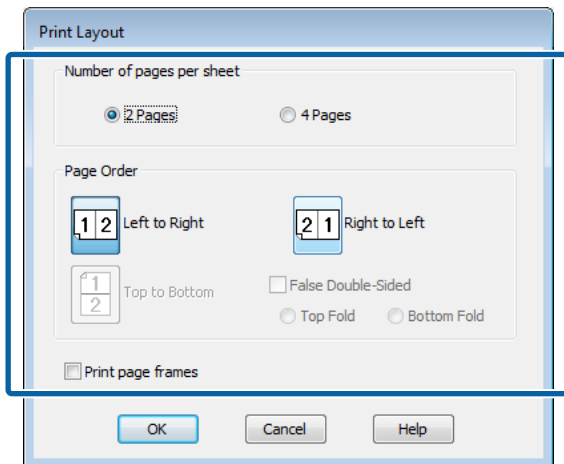 Print Layout
Number of pages per sheet
2 Pages
4 Pages
Page Order
1 2 Left to Right
2 1 Right to Left
1
2
Top to Bottom
False Double-Sided
Top Fold
Bottom Fold
Print page frames
OK
Cancel
Help